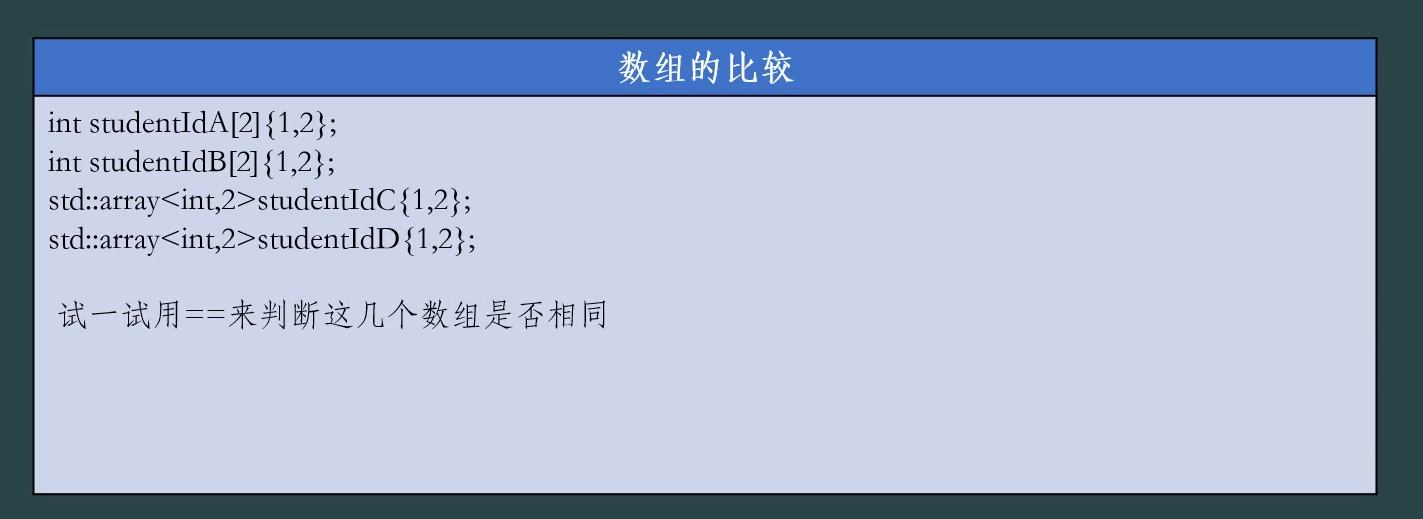 数组的比较
int studentIdA[2]{1,2};
int studentIdB[2]{1,2};
std::array<int,2>studentIdC{1,2};
std::array<int,2>studentIdD{1,2};
试一试用==来判断这几个数组是否相同